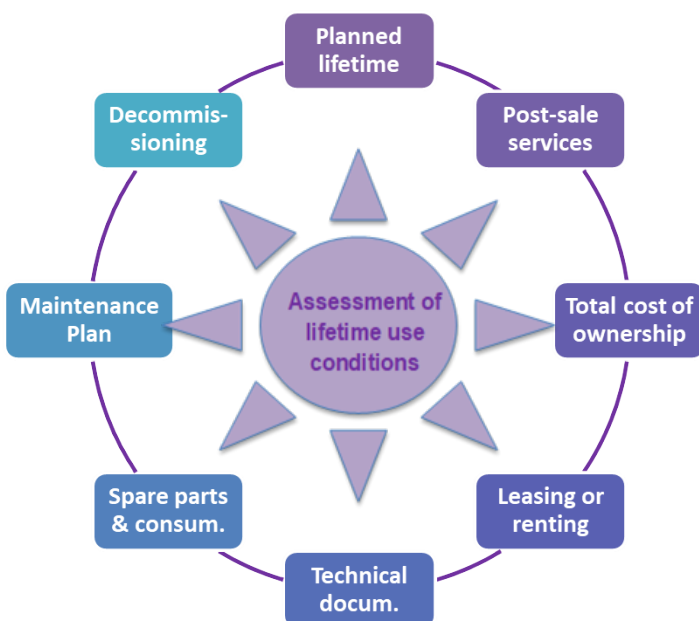 Planned
lifetime
Post-sale
services
Total cost of
ownership
Leasing or
renting
Technical
docum.
Spare parts
& consum.
Maintenance
Plan
Decommis-
sioning
Assessment of
lifetime use
conditions